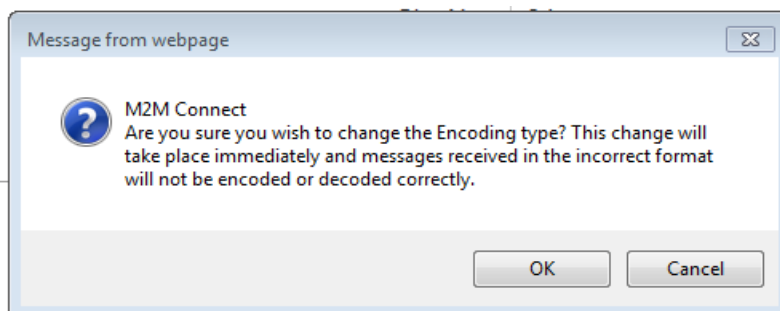 Message from webpage
M2M Connect
Are you sure you wish to change the Encoding type? This change will
take place immediately and messages received in the incorrect format
will not be encoded or decoded correctly.
OK
Cancel